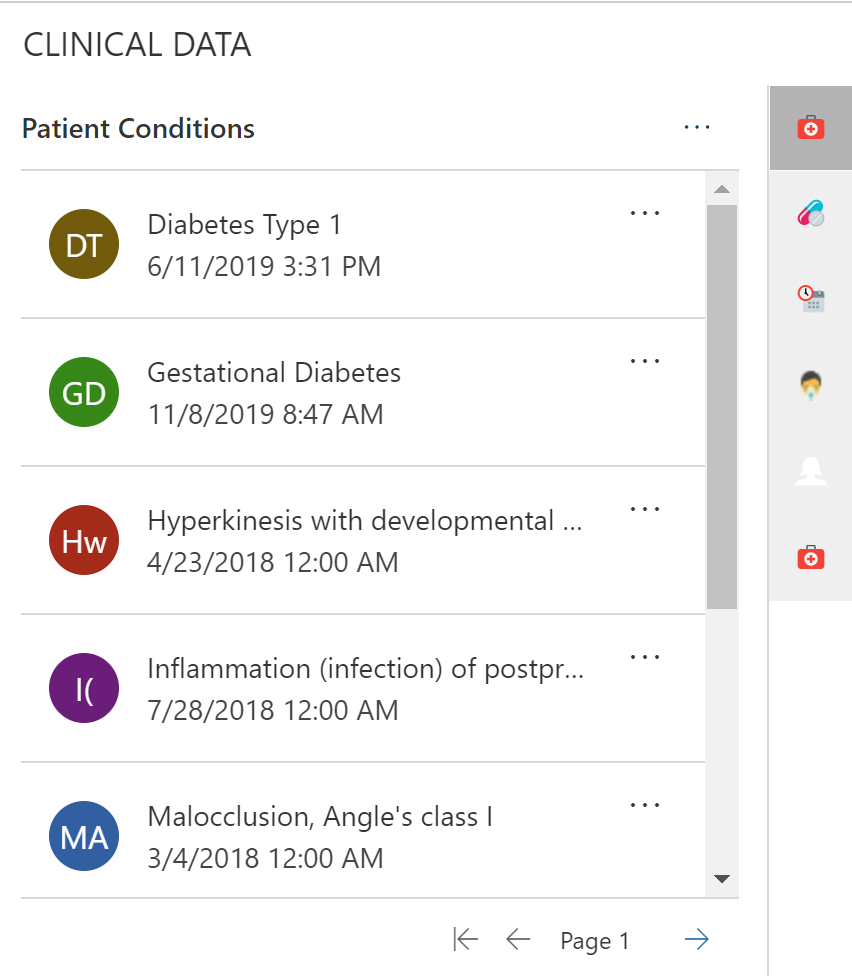 CLINICAL DATA
Patient Conditions
...
DT
Diabetes Type 1
...
6/11/2019 3:31 PM
GD
Gestational Diabetes
...
11/8/2019 8:47 AM
Hw
Hyperkinesis with developmental ...
...
4/23/2018 12:00 AM
I(
Inflammation (infection) of postpr...
...
7/28/2018 12:00 AM
MA
Malocclusion, Angle's class I
...
3/4/2018 12:00 AM
Page 1